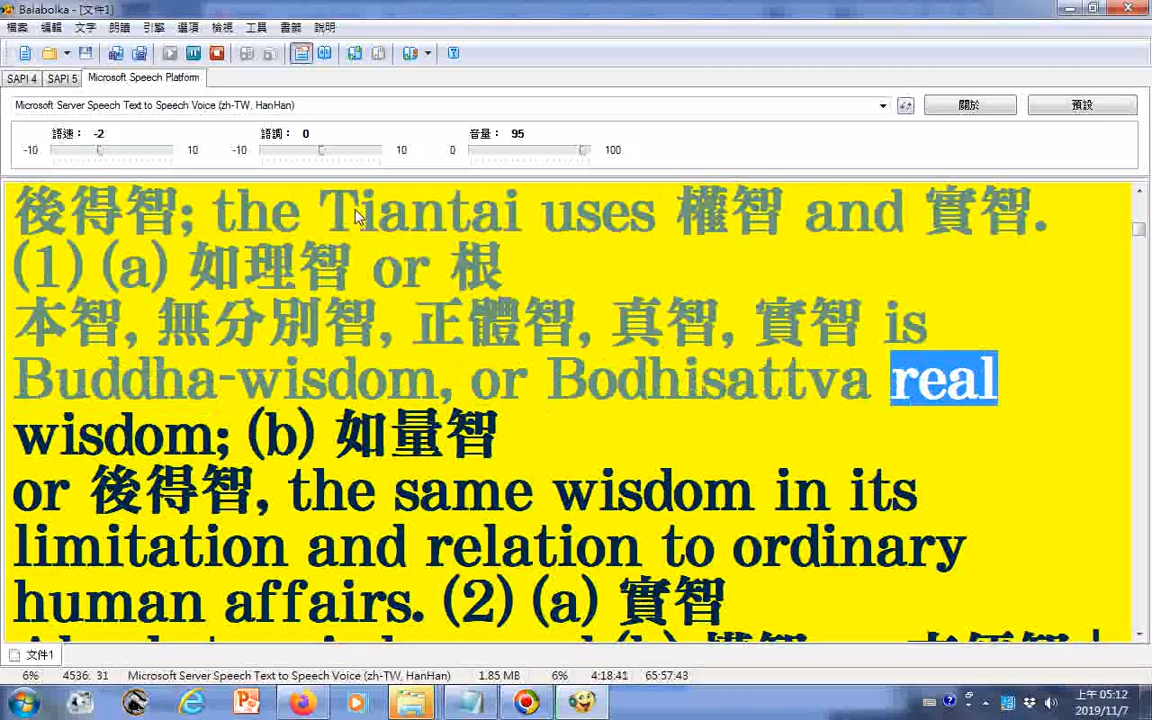 Balabolka - [文件1]
檔案 編輯 文字 朗讀 引擎 選項 檢視 工具 書籤 說明
SAPI 4 SAPI 5 Microsoft Speech Platform
Microsoft Server Speech Text to Speech Voice (zh-TW, HanHan) 關於 預設
語速： -2 語調： 0 音量： 95
-10 10 -10 10 0 100
後得智; the Tiantai uses 權智 and 實智.
(1) (a) 如理智 or 根
本智, 無分別智, 正體智, 真智, 實智 is
Buddha-wisdom, or Bodhisattva real
wisdom; (b) 如量智
or 後得智, the same wisdom in its
limitation and relation to ordinary
human affairs. (2) (a) 實智
文件1
6% 4536: 31 Microsoft Server Speech Text to Speech Voice (zh-TW, HanHan) 1.85 MB 6% 4:18:41 65:57:43
上午 05:12
2019/11/7